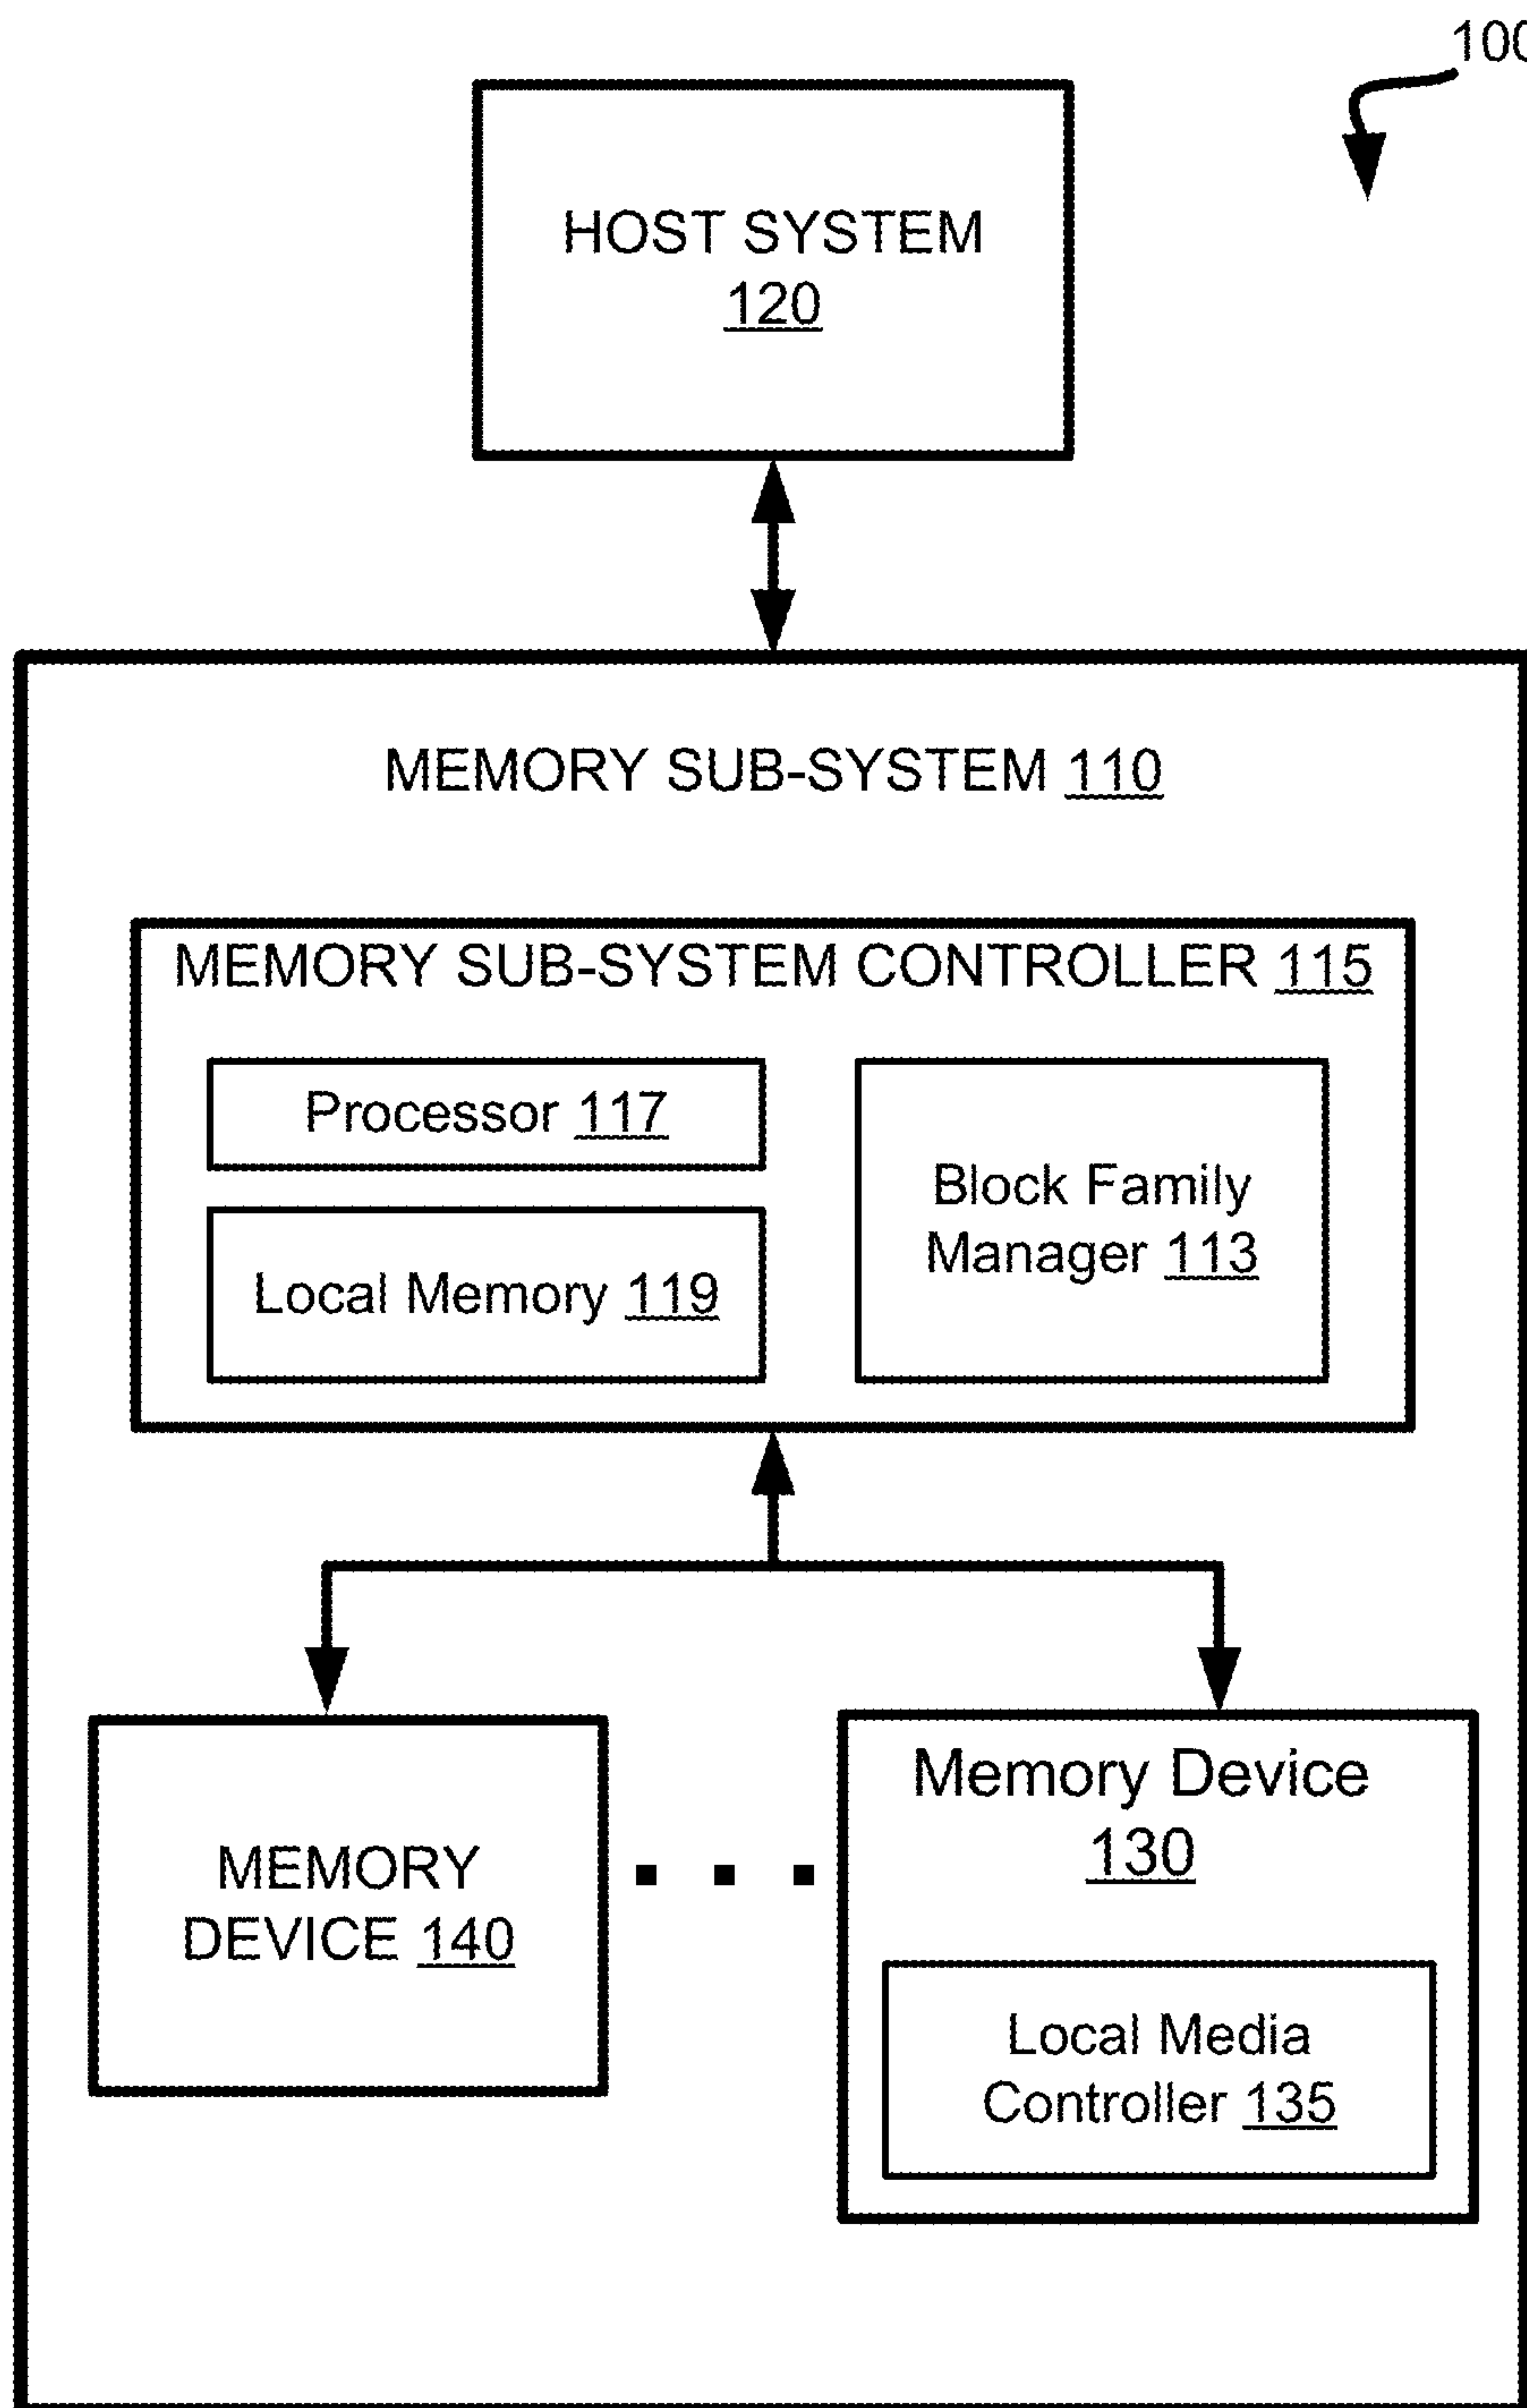 100
HOST SYSTEM
120
MEMORY SUB-SYSTEM 110
MEMORY SUB-SYSTEM CONTROLLER 115
Processor 117
Local Memory 119
Block Family
Manager 113
MEMORY
DEVICE 140
Memory Device
130
Local Media
Controller 135